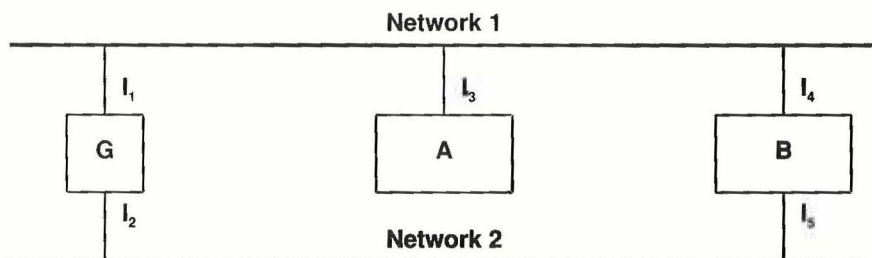 Network 1
I₁ I₃ I₄
G A B
I₂ I₅
Network 2